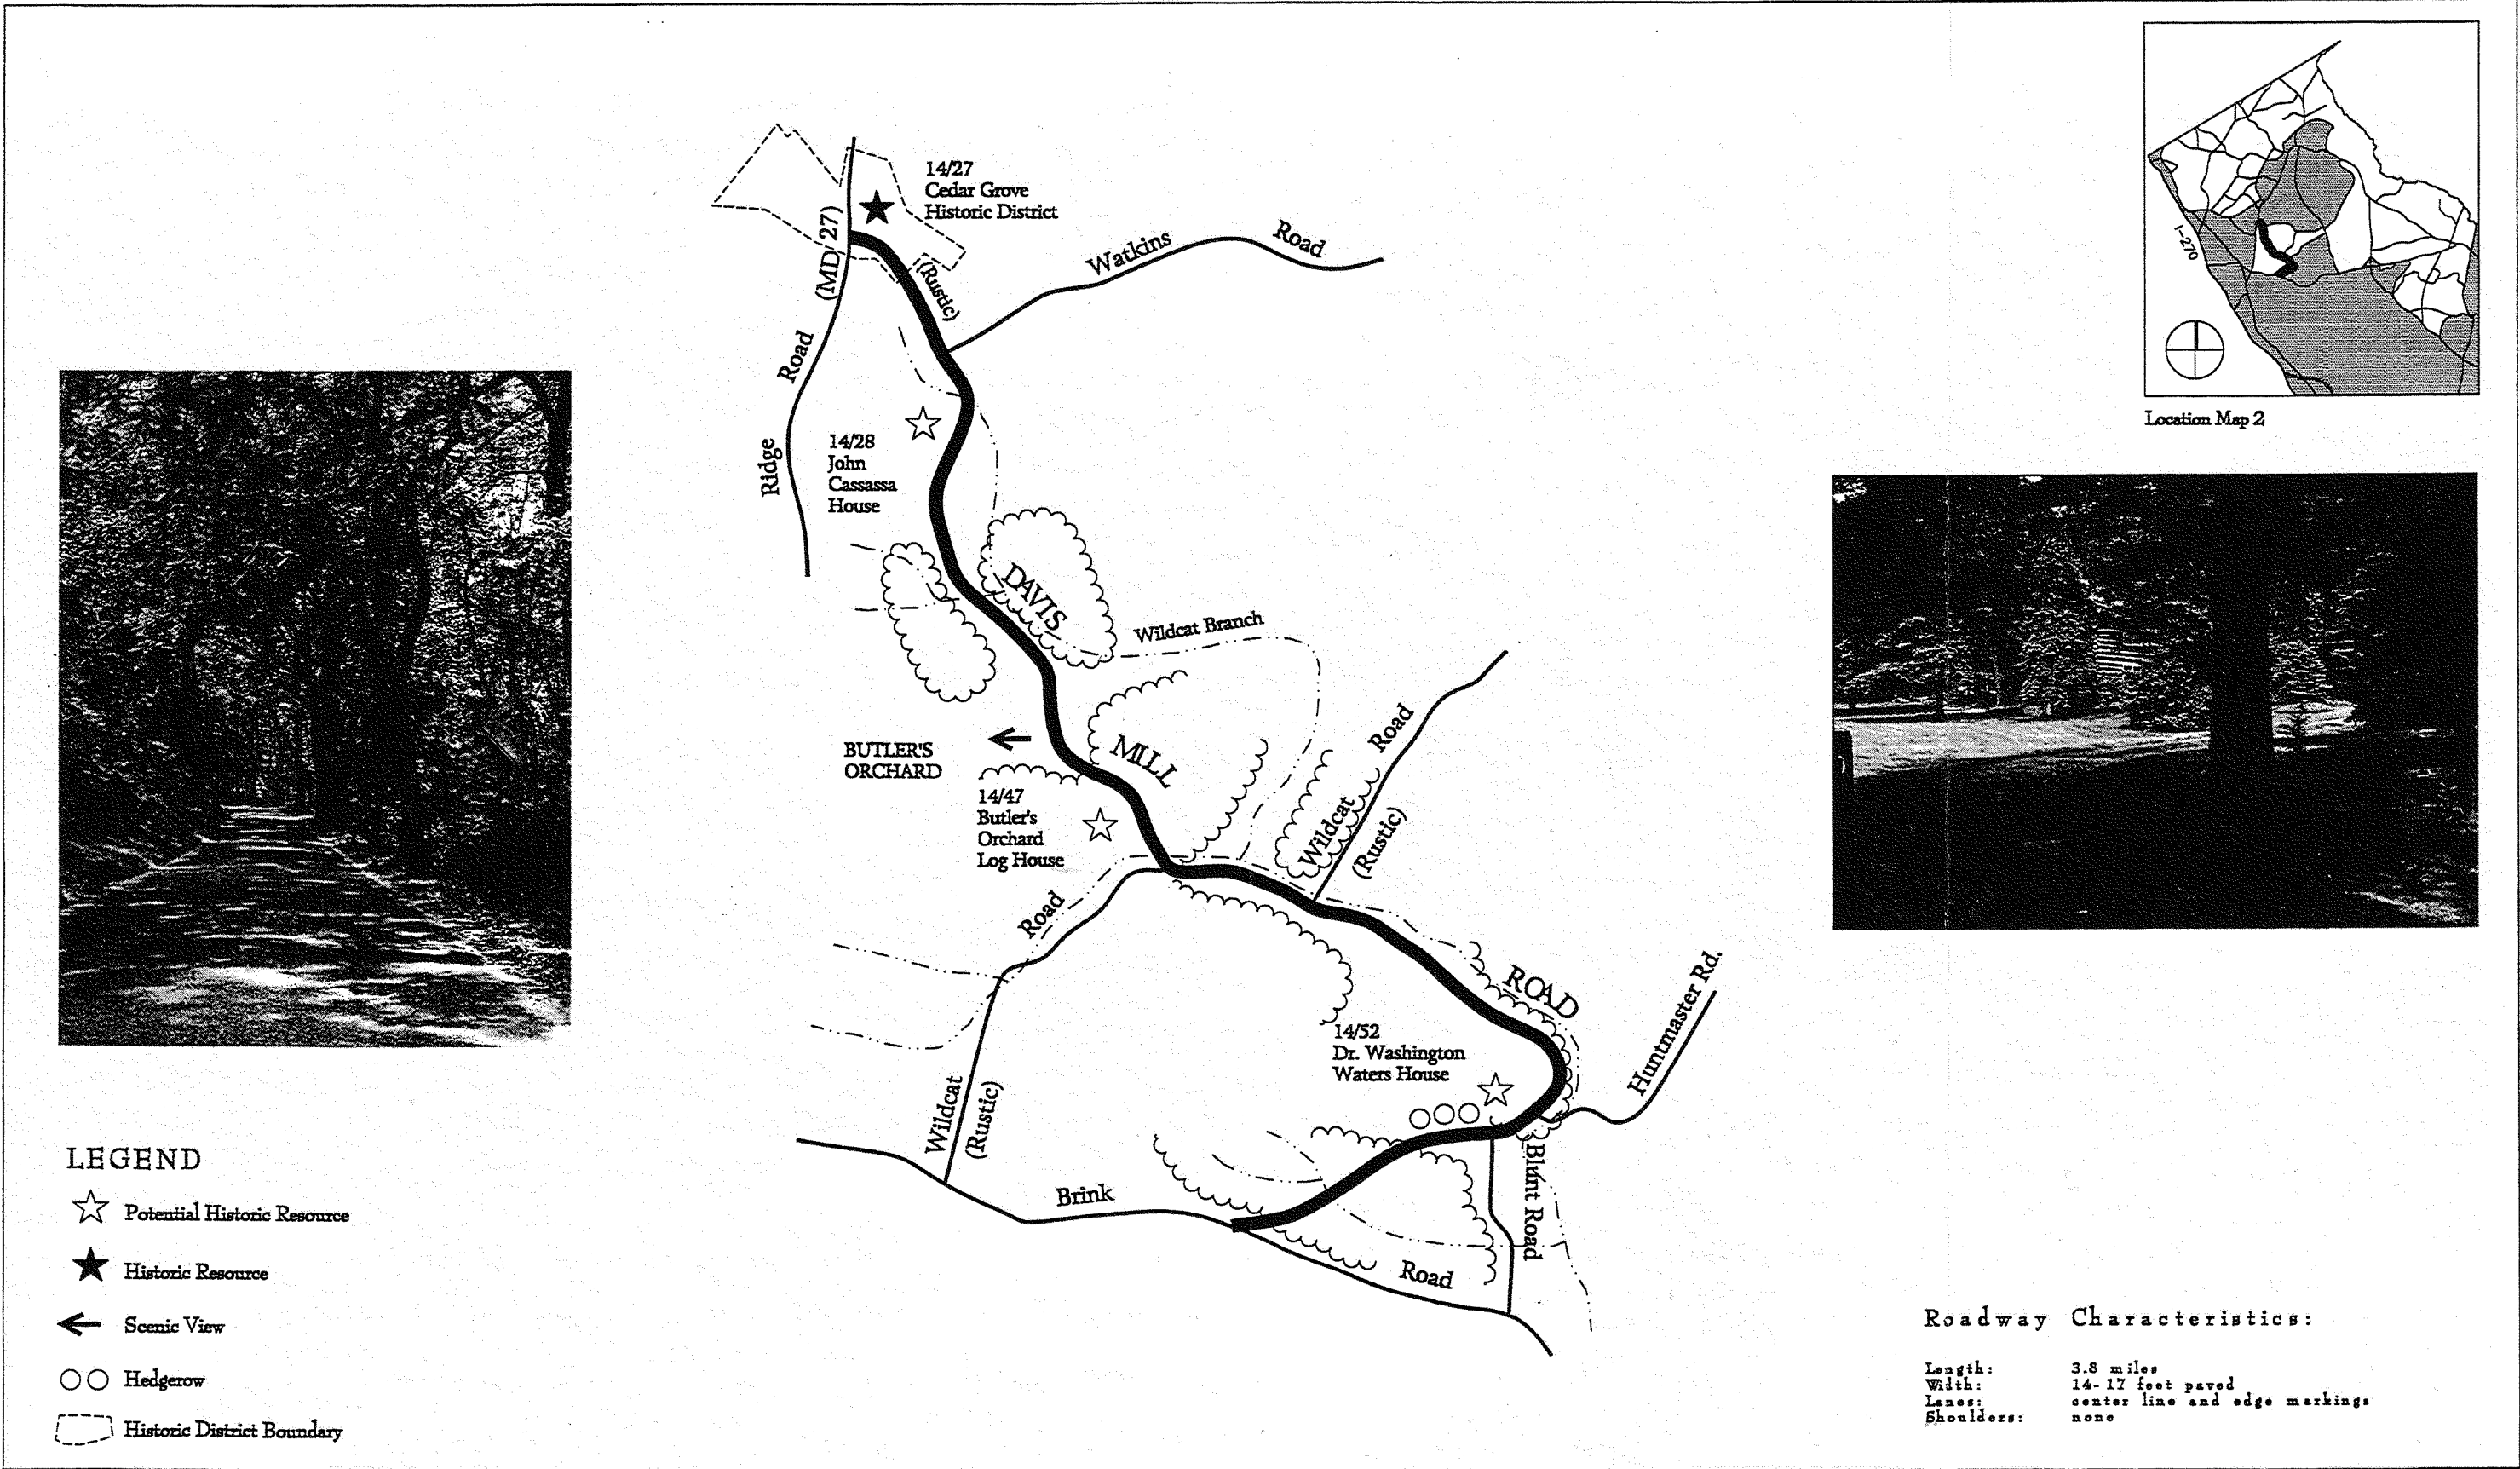 14/27
Cedar Grove
Historic District
Watkins Road
(Rustic)
Ridge Road (MD 27)
14/28
John
Cassassa
House
DAVIS MILL ROAD
Wildcat Branch
BUTLER'S
ORCHARD
14/47
Butler's
Orchard
Log House
Wildcat Road
(Rustic)
Wildcat Road
(Rustic)
14/52
Dr. Washington
Waters House
Huntmaster Rd.
Blunt Road
Brink Road
I-270
Location Map 2
LEGEND
Potential Historic Resource
Historic Resource
Scenic View
Hedgerow
Historic District Boundary
Roadway Characteristics:
Length: 3.8 miles
Width: 14-17 feet paved
Lanes: center line and edge markings
Shoulders: none